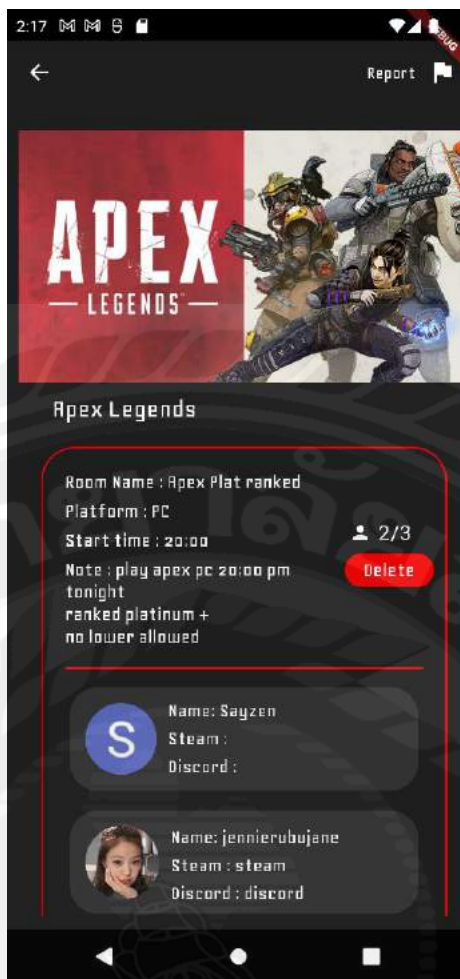 2:17
BUG
Report
APEX
LEGENDS
Apex Legends
Room Name : Apex Plat ranked
Platform : PC
Start time : 20:00
2/3
Delete
Note : play apex pc 20:00 pm
tonight
ranked platinum +
no lower allowed
S
Name: Sayzen
Steam :
Discord :
Name: jennierubujane
Steam : steam
Discord : discord